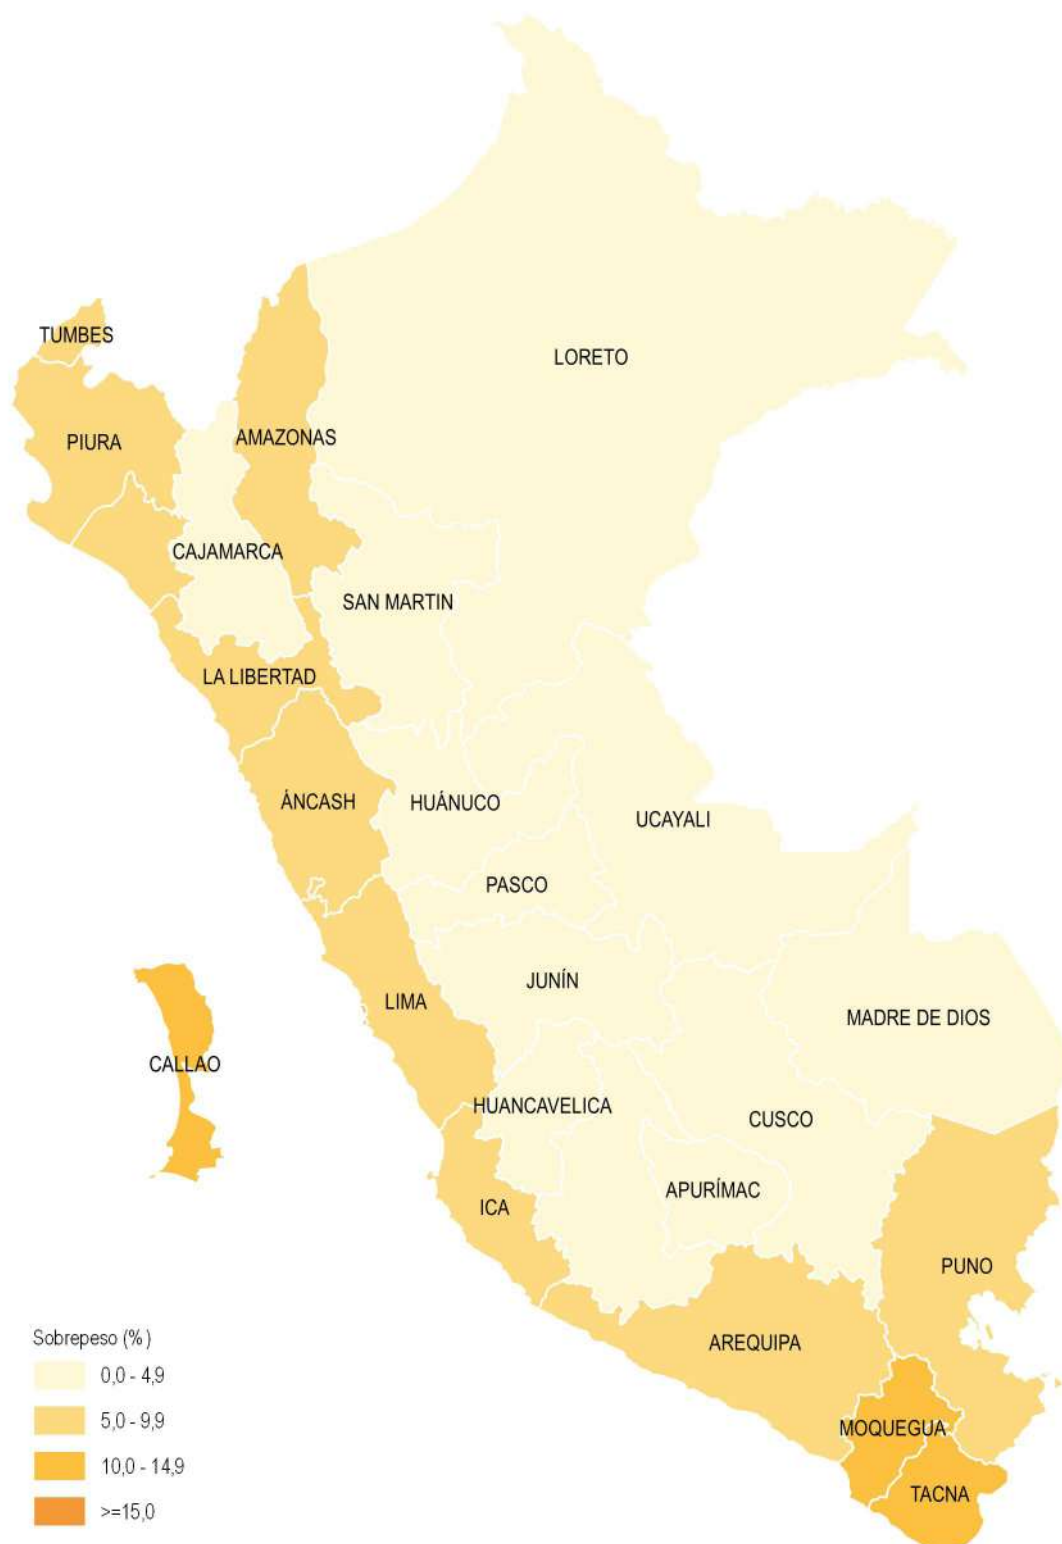 TUMBES
LORETO
PIURA
AMAZONAS
CAJAMARCA
SAN MARTIN
LA LIBERTAD
ÁNCASH
HUÁNUCO
UCAYALI
PASCO
JUNÍN
LIMA
MADRE DE DIOS
CALLAO
HUANCAVELICA
CUSCO
APURÍMAC
ICA
PUNO
AREQUIPA
MOQUEGUA
TACNA
Sobrepeso (%)
0,0 - 4,9
5,0 - 9,9
10,0 - 14,9
>=15,0